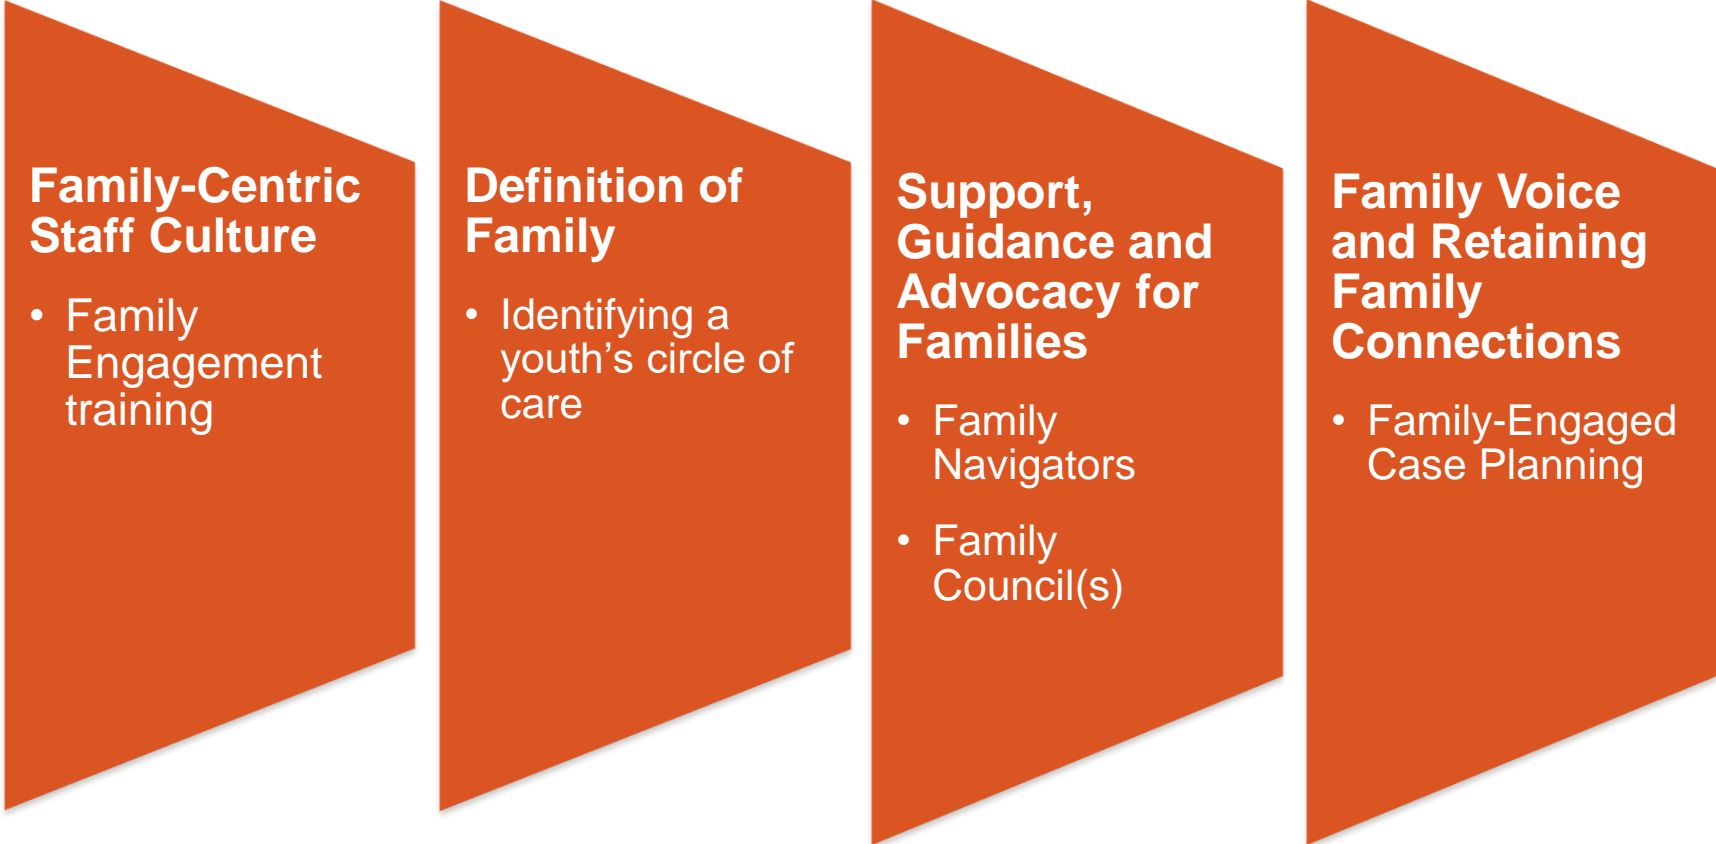 Family-Centric
Staff Culture
• Family
Engagement
training
Definition of
Family
• Identifying a
youth’s circle of
care
Support,
Guidance and
Advocacy for
Families
• Family
Navigators
• Family
Council(s)
Family Voice
and Retaining
Family
Connections
• Family-Engaged
Case Planning